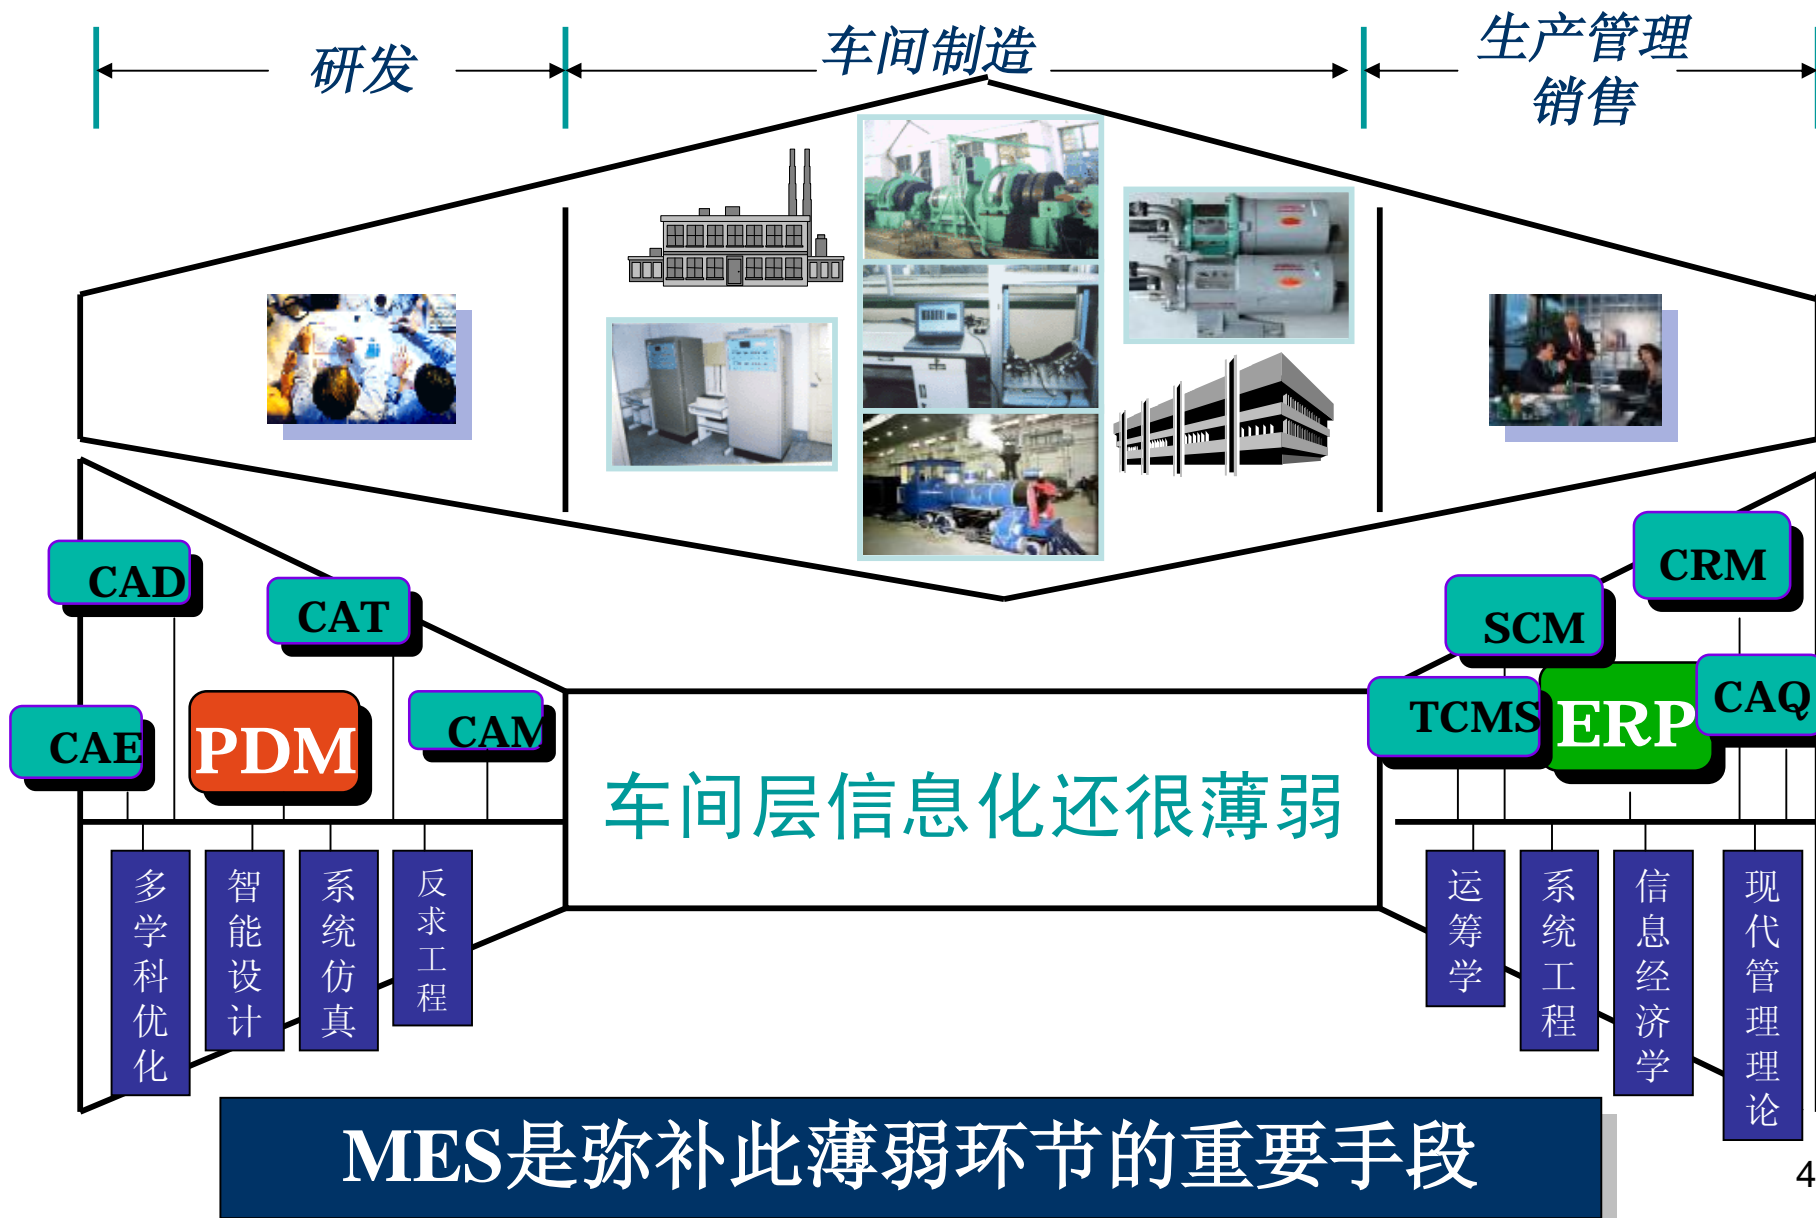 研发
车间制造
生产管理
销售
CAD
CAT
CAE
PDM
CAM
SCM
CRM
TCMS
ERP
CAQ
车间层信息化还很薄弱
多学科优化
智能设计
系统仿真
反求工程
运筹学
系统工程
信息经济学
现代管理理论
MES是弥补此薄弱环节的重要手段
4